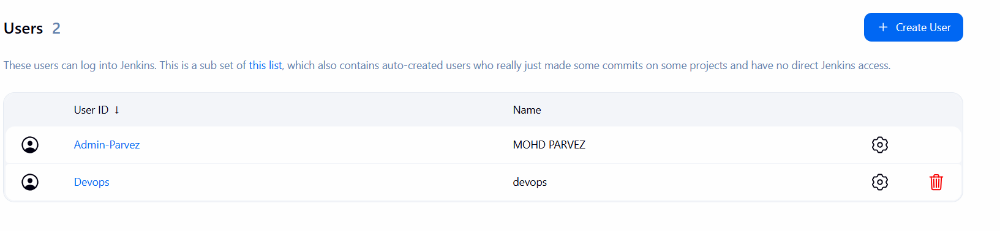 Users 2
+ Create User
These users can log into Jenkins. This is a sub set of this list, which also contains auto-created users who really just made some commits on some projects and have no direct Jenkins access.
User ID ↓ Name
Admin-Parvez MOHD PARVEZ
Devops devops